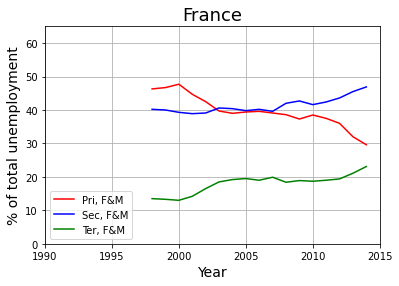 France
% of total unemployment
60
50
40
30
20
10
0
Pri, F&M
Sec, F&M
Ter, F&M
1990 1995 2000 2005 2010 2015
Year